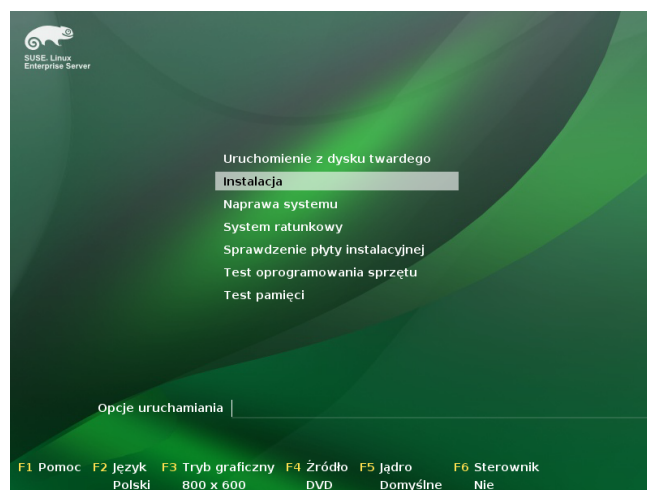 SUSE. Linux
Enterprise Server
Uruchomienie z dysku twardego
Instalacja
Naprawa systemu
System ratunkowy
Sprawdzenie płyty instalacyjnej
Test oprogramowania sprzętu
Test pamięci
Opcje uruchamiania
F1 Pomoc F2 Język F3 Tryb graficzny F4 Źródło F5 Jądro F6 Sterownik
Polski 800 x 600 DVD Domyślne Nie